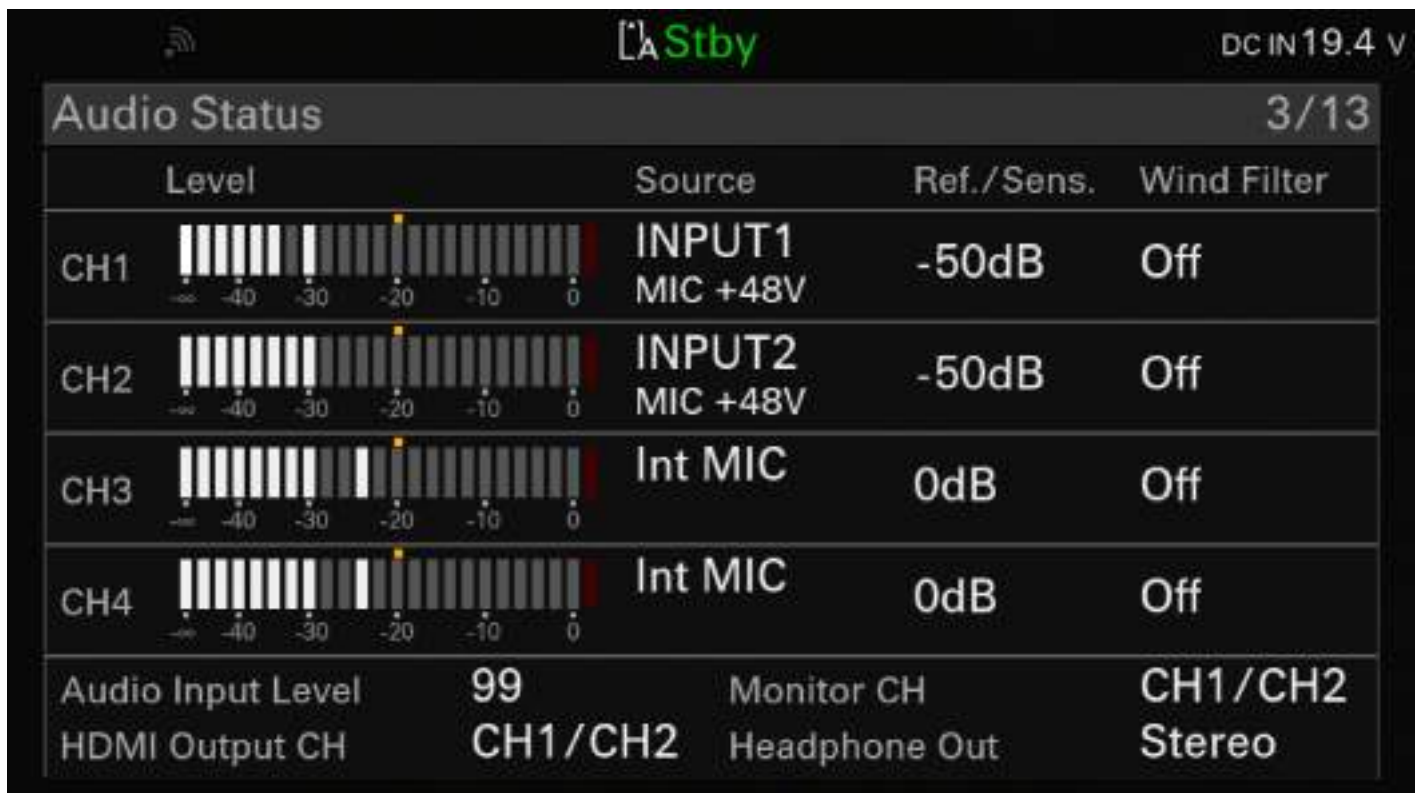 A Stby DC IN 19.4 V
Audio Status 3/13
Level Source Ref./Sens. Wind Filter
CH1 INPUT1 -50dB Off
MIC +48V
-∞ -40 -30 -20 -10 0
CH2 INPUT2 -50dB Off
MIC +48V
-∞ -40 -30 -20 -10 0
CH3 Int MIC 0dB Off
-∞ -40 -30 -20 -10 0
CH4 Int MIC 0dB Off
-∞ -40 -30 -20 -10 0
Audio Input Level 99 Monitor CH CH1/CH2
HDMI Output CH CH1/CH2 Headphone Out Stereo